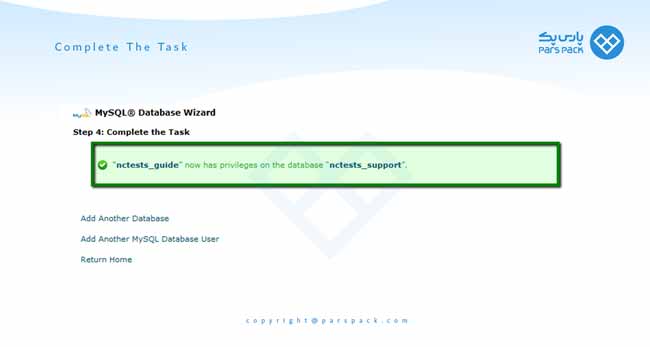 Complete The Task
پارس پک
PARS PACK
MySQL® Database Wizard
Step 4: Complete the Task
"nctests_guide" now has privileges on the database "nctests_support".
Add Another Database
Add Another MySQL Database User
Return Home
copyright@parspack.com